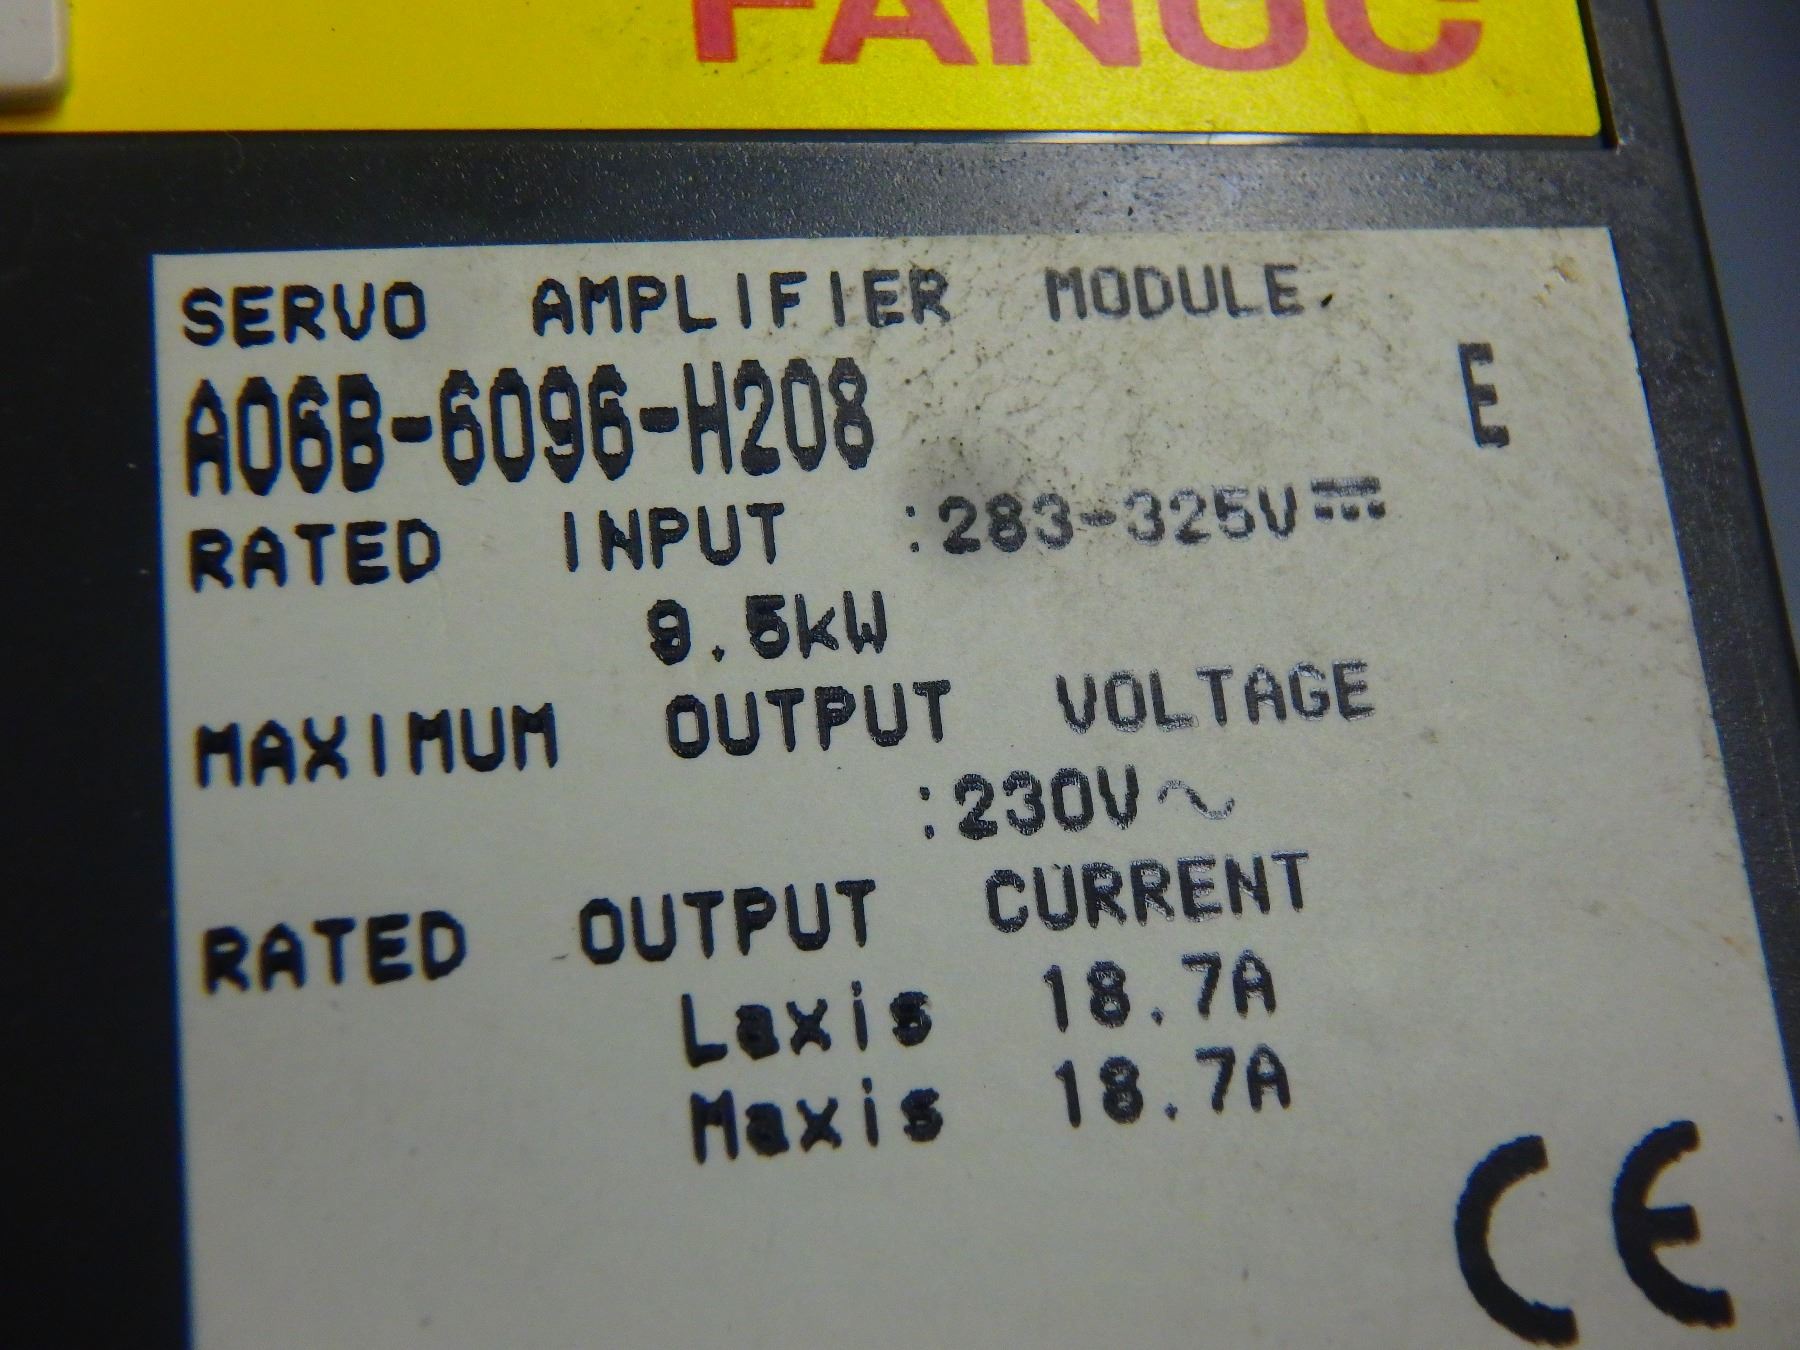 FANUC
SERVO AMPLIFIER MODULE
A06B-6096-H208 E
RATED INPUT :283-325V⎓
9.5kW
MAXIMUM OUTPUT VOLTAGE
:230V～
RATED OUTPUT CURRENT
Laxis 18.7A
Maxis 18.7A
CE